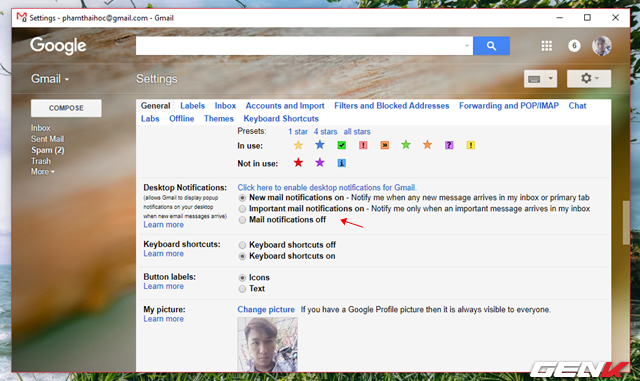 Settings - phamthaihoc@gmail.com - Gmail
Google
6
Gmail
Settings
COMPOSE
Inbox
Sent Mail
Spam (2)
Trash
More
General Labels Inbox Accounts and Import Filters and Blocked Addresses Forwarding and POP/IMAP Chat
Labs Offline Themes Keyboard Shortcuts
Presets: 1 star 4 stars all stars
In use:
Not in use:
Desktop Notifications:
(allows Gmail to display popup
notifications on your desktop
when new email messages arrive)
Learn more
Click here to enable desktop notifications for Gmail.
New mail notifications on - Notify me when any new message arrives in my inbox or primary tab
Important mail notifications on - Notify me only when an important message arrives in my inbox
Mail notifications off
Keyboard shortcuts:
Learn more
Keyboard shortcuts off
Keyboard shortcuts on
Button labels:
Learn more
Icons
Text
My picture:
Learn more
Change picture If you have a Google Profile picture then it is always visible to everyone.
GENK